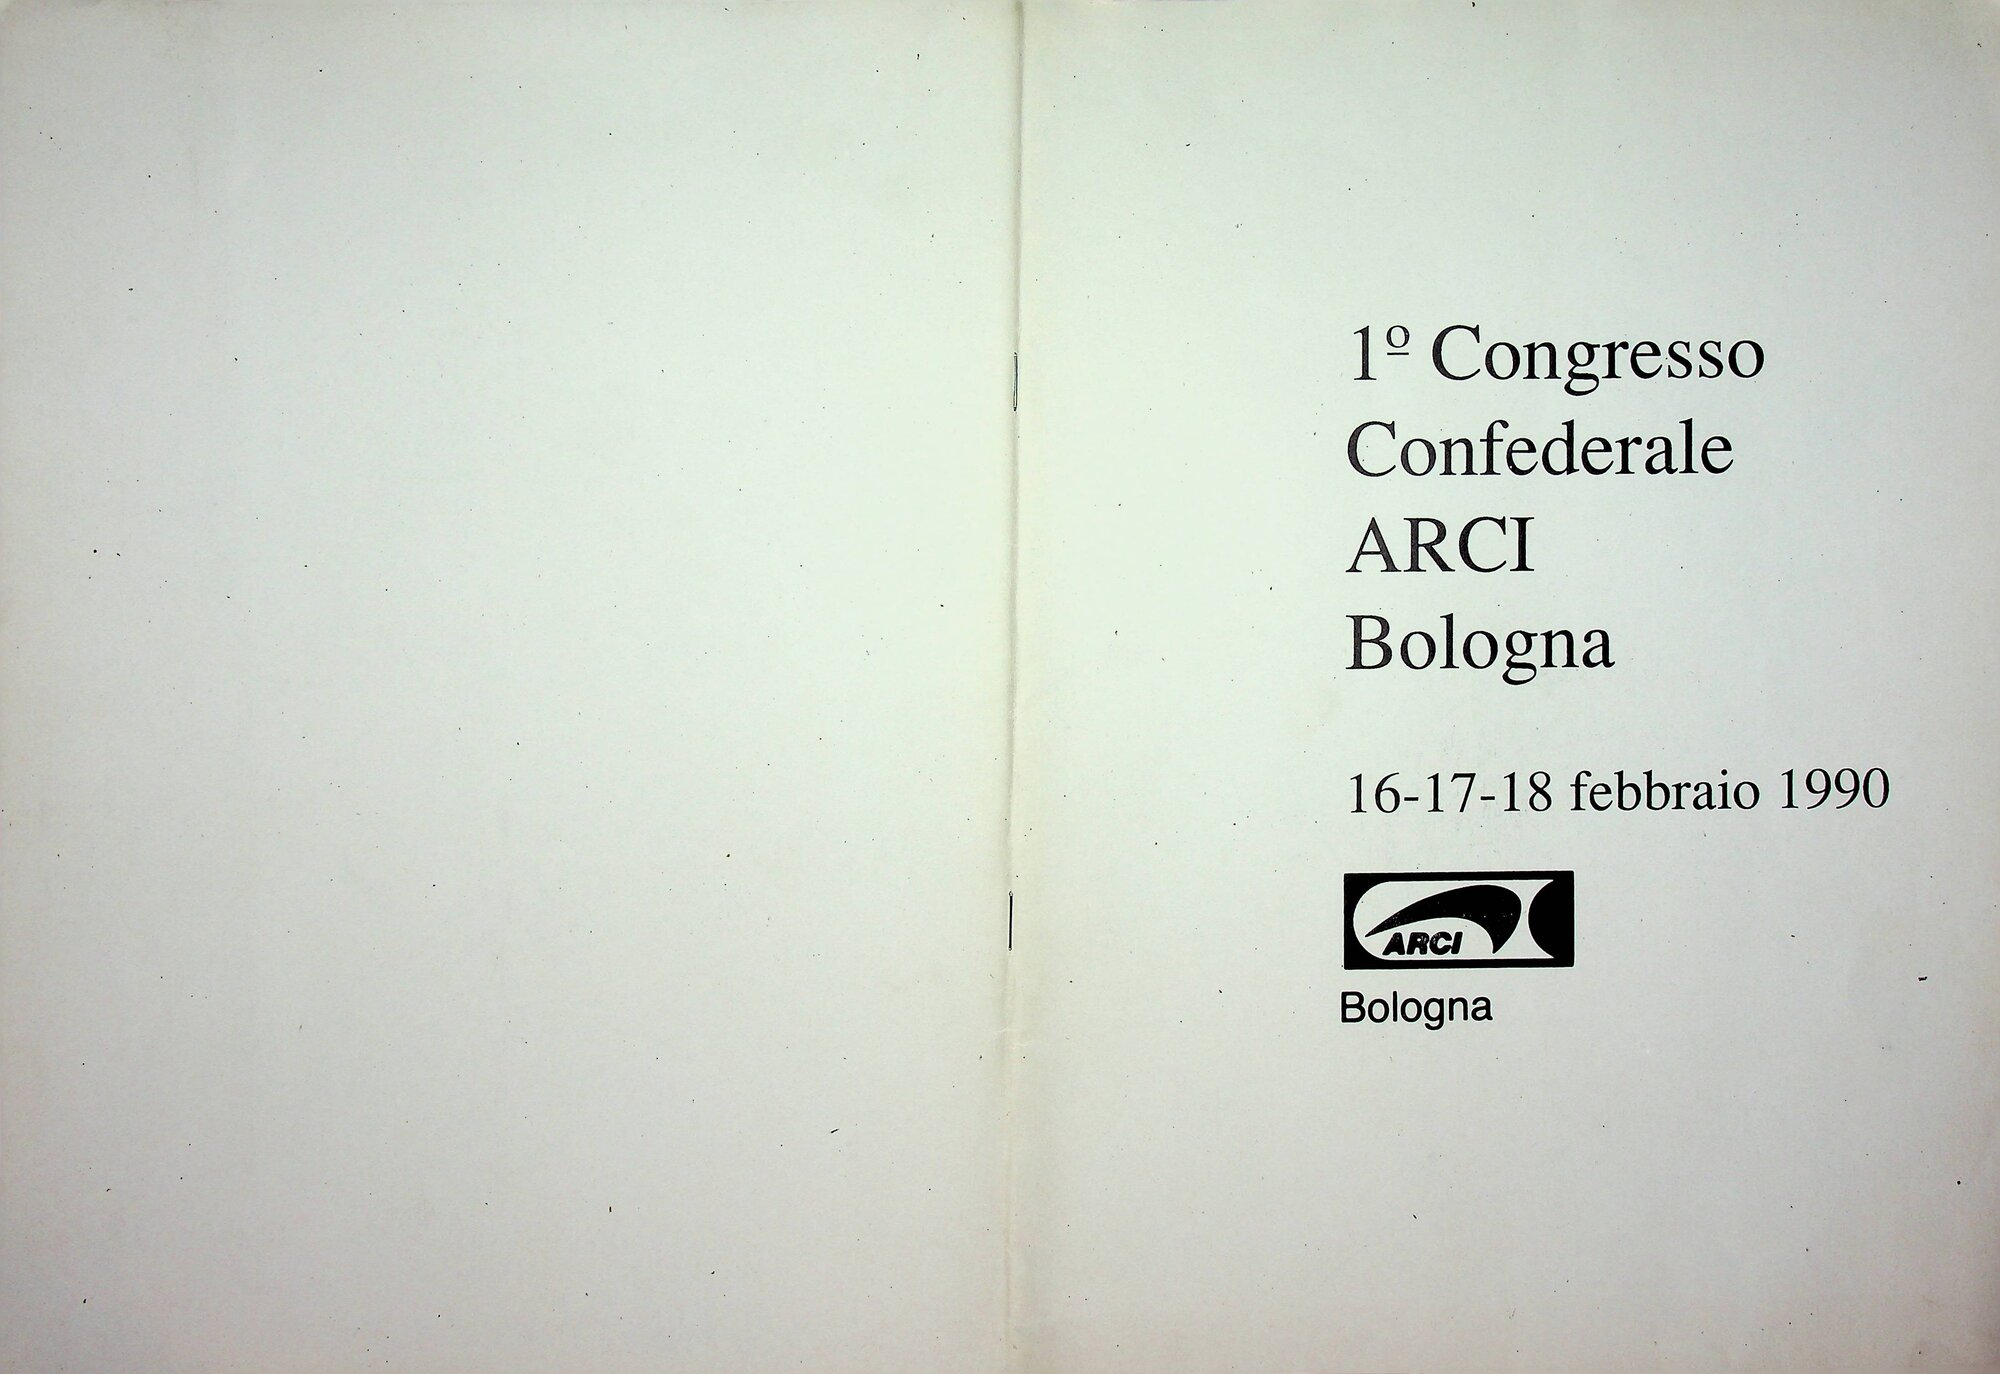 1º Congresso
Confederale
ARCI
Bologna
16-17-18 febbraio 1990
ARCI
Bologna